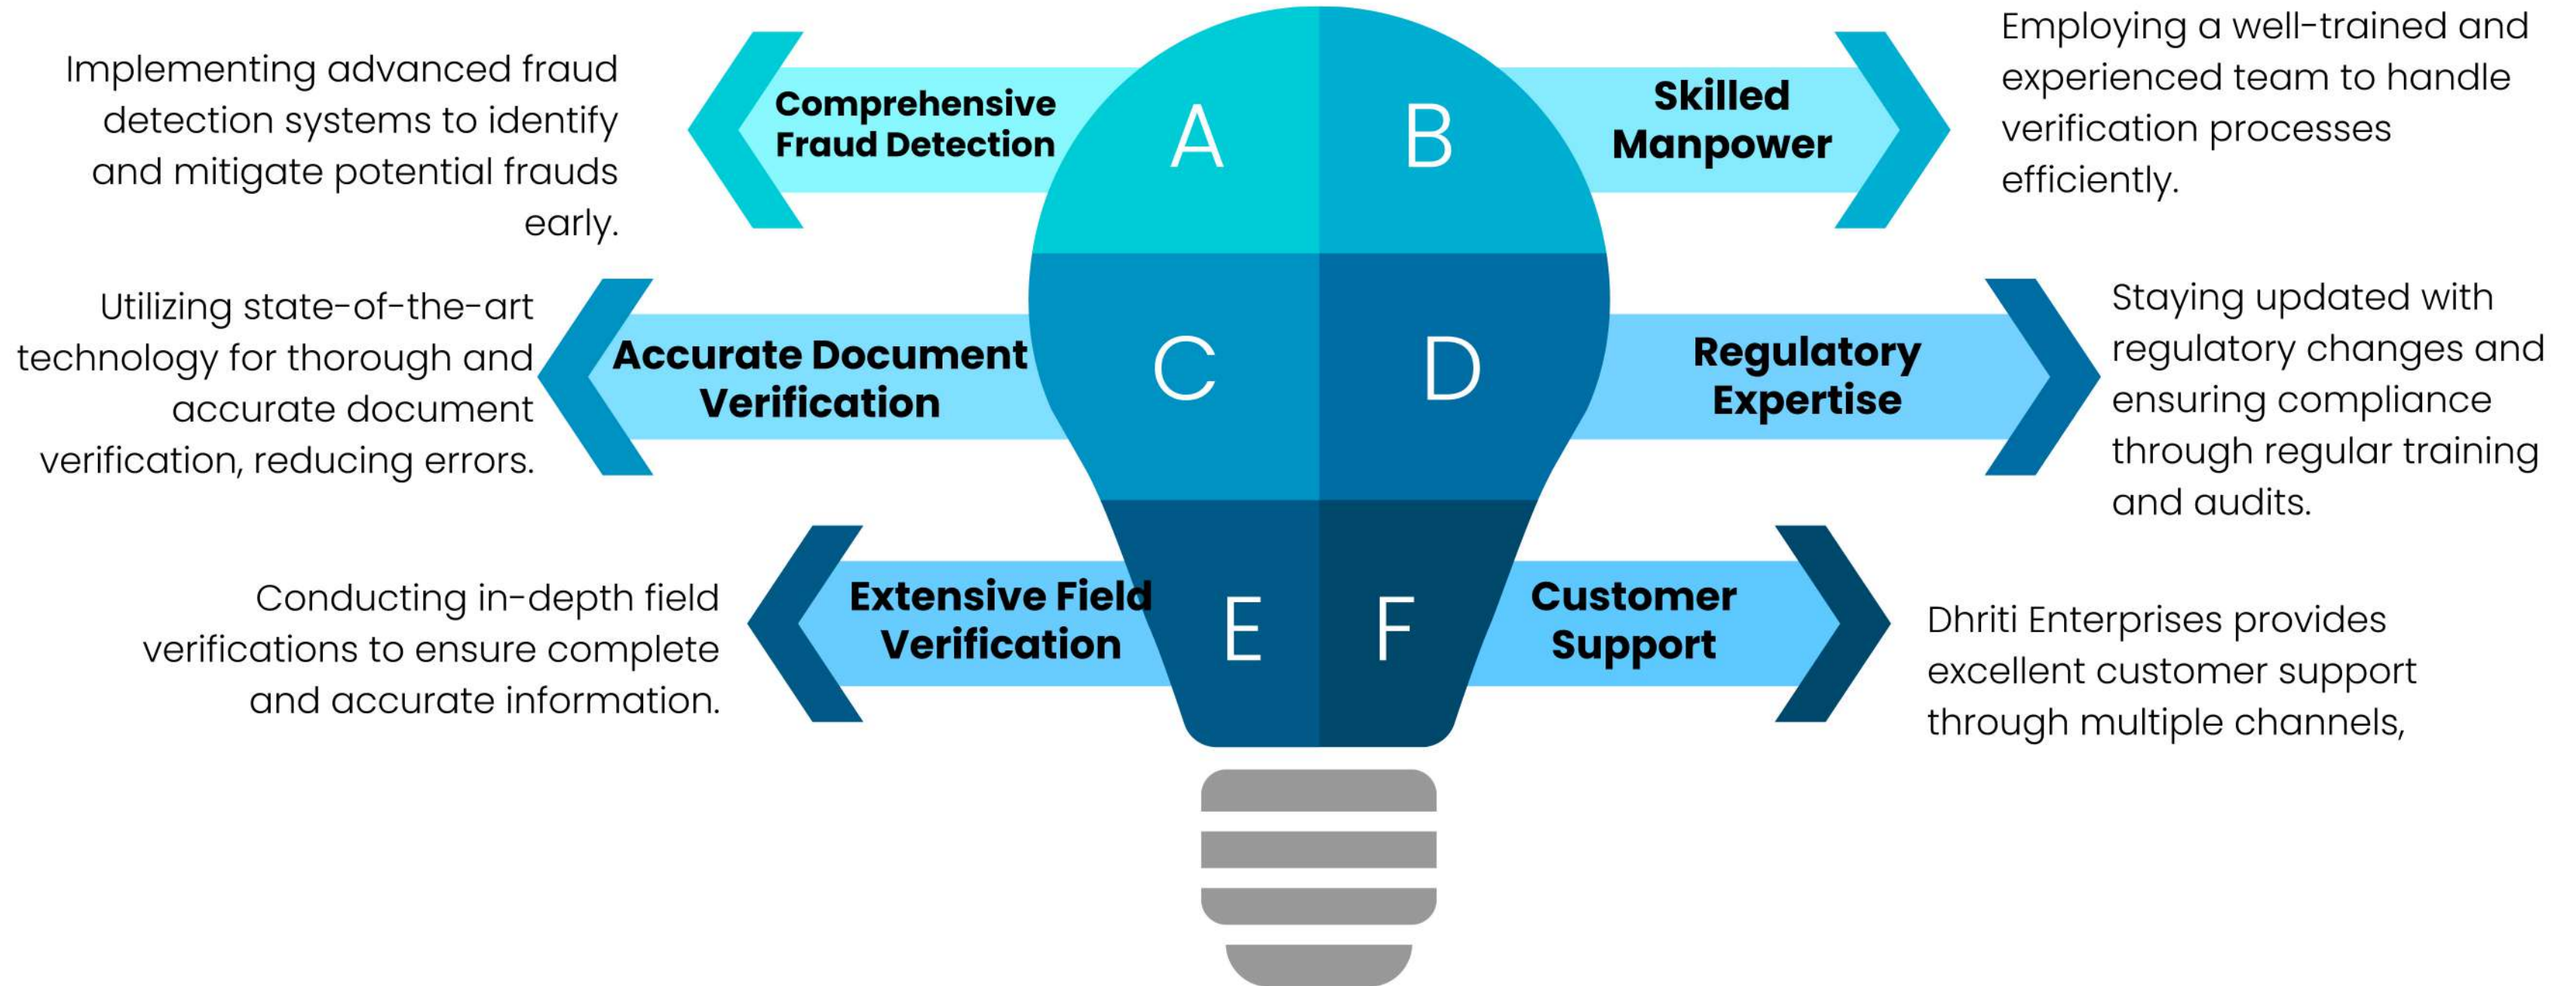 Implementing advanced fraud
detection systems to identify
and mitigate potential frauds
early.
Comprehensive
Fraud Detection
A
B
Skilled
Manpower
Employing a well-trained and
experienced team to handle
verification processes
efficiently.
Utilizing state-of-the-art
technology for thorough and
accurate document
verification, reducing errors.
Accurate Document
Verification
C
D
Regulatory
Expertise
Staying updated with
regulatory changes and
ensuring compliance
through regular training
and audits.
Conducting in-depth field
verifications to ensure complete
and accurate information.
Extensive Field
Verification
E
F
Customer
Support
Dhriti Enterprises provides
excellent customer support
through multiple channels,